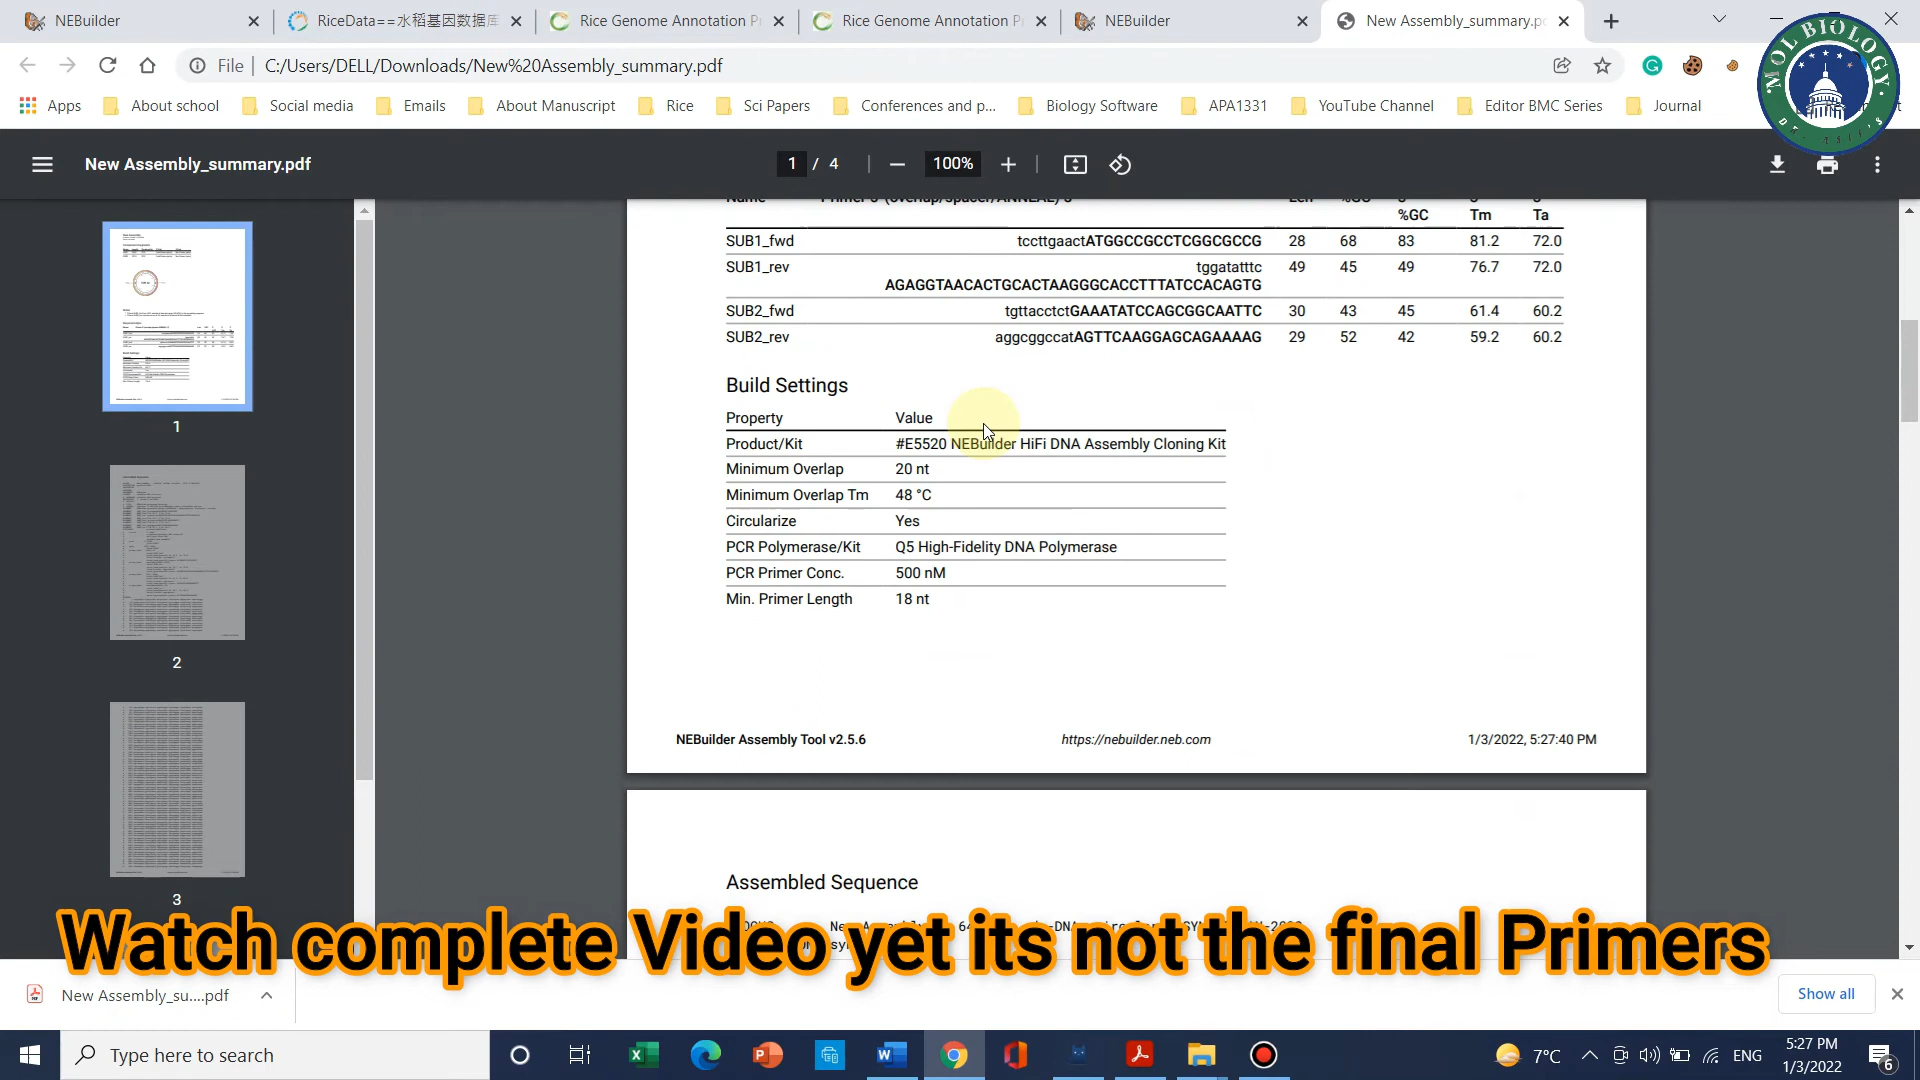 NEBuilder
RiceData==水稻基因数据库
Rice Genome Annotation P
Rice Genome Annotation P
NEBuilder
New Assembly_summary.p
File
C:/Users/DELL/Downloads/New%20Assembly_summary.pdf
Apps
About school
Social media
Emails
About Manuscript
Rice
Sci Papers
Conferences and p...
Biology Software
APA1331
YouTube Channel
Editor BMC Series
Journal
MOL BIOLOGY
New Assembly_summary.pdf
1 / 4
100%
%GC Tm Ta
SUB1_fwd tccttgaactATGGCCGCCTCGGCGCCG 28 68 83 81.2 72.0
SUB1_rev tggatatttc 49 45 49 76.7 72.0
AGAGGTAACACTGCACTAAGGGCACCTTTATCCACAGTG
SUB2_fwd tgttacctctGAAATATCCAGCGGCAATTC 30 43 45 61.4 60.2
SUB2_rev aggcggccatAGTTCAAGGAGCAGAAAAG 29 52 42 59.2 60.2
Build Settings
Property Value
Product/Kit #E5520 NEBuilder HiFi DNA Assembly Cloning Kit
Minimum Overlap 20 nt
Minimum Overlap Tm 48 °C
Circularize Yes
PCR Polymerase/Kit Q5 High-Fidelity DNA Polymerase
PCR Primer Conc. 500 nM
Min. Primer Length 18 nt
NEBuilder Assembly Tool v2.5.6
https://nebuilder.neb.com
1/3/2022, 5:27:40 PM
1
2
3
Assembled Sequence
Watch complete Video yet its not the final Primers
New Assembly_su....pdf
Show all
Type here to search
7°C
ENG
5:27 PM
1/3/2022
6